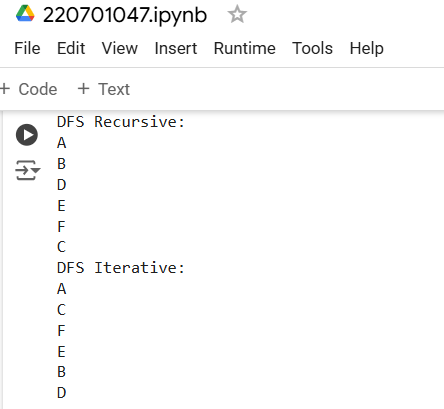 220701047.ipynb
File Edit View Insert Runtime Tools Help
+ Code + Text
DFS Recursive:
A
B
D
E
F
C
DFS Iterative:
A
C
F
E
B
D